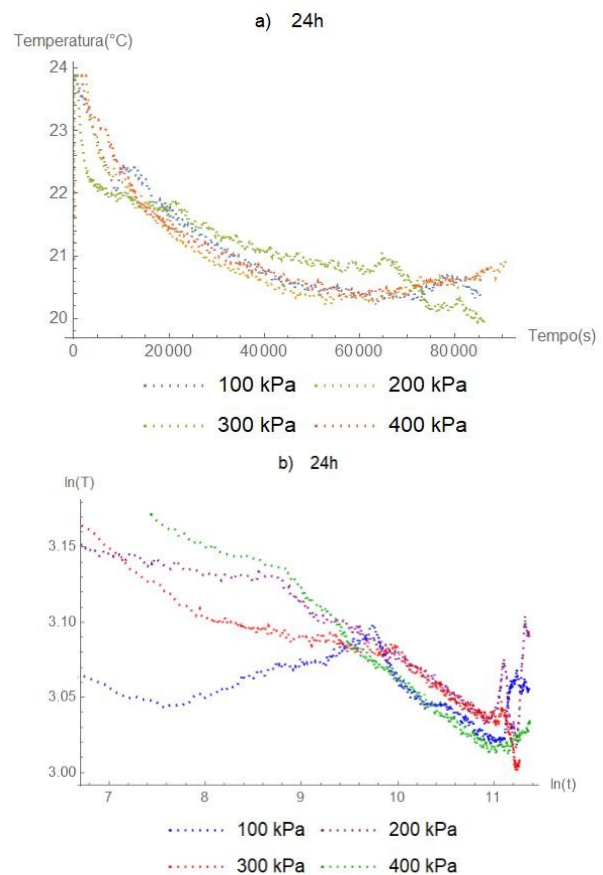 a) 24h
Temperatura(°C)
24
23
22
21
20
0 20000 40000 60000 80000 Tempo(s)
100 kPa 200 kPa
300 kPa 400 kPa
b) 24h
ln(T)
3.15
3.10
3.05
3.00
7 8 9 10 11 ln(t)
100 kPa 200 kPa
300 kPa 400 kPa